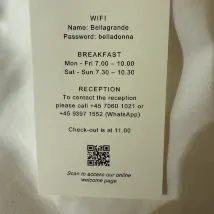 WIFI
Name: Bellagrande
Password: belladonna
BREAKFAST
Mon - Fri 7.00 – 10.00
Sat - Sun 7.30 – 10.30
RECEPTION
To contact the reception
please call +45 7060 1021 or
+45 9397 1552 (WhatsApp)
Check-out is at 11.00
Scan to access our online
welcome page